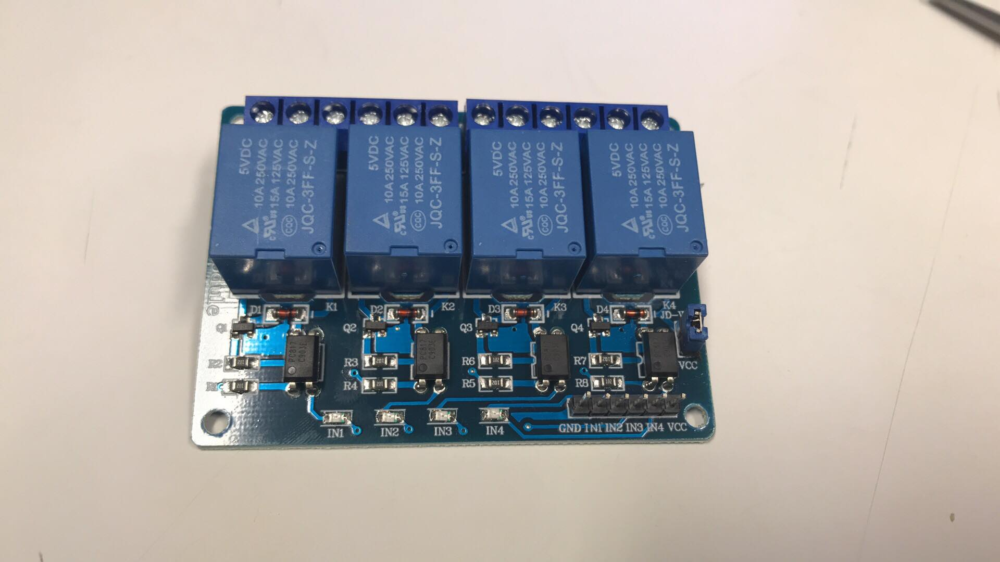 5VDC
10A 250VAC
15A 125VAC
10A 250VAC
CQC
JQC-3FF-S-Z
5VDC
10A 250VAC
15A 125VAC
10A 250VAC
CQC
JQC-3FF-S-Z
5VDC
10A 250VAC
15A 125VAC
10A 250VAC
CQC
JQC-3FF-S-Z
5VDC
10A 250VAC
15A 125VAC
10A 250VAC
CQC
JQC-3FF-S-Z
D1 K1 D2 K2 D3 K3 D4 K4
Q1 Q2 Q3 Q4
PC817
C903E
PC817
C903E
R2 201 R3 201 R6 102 R7 201 VCC
R1 201 R4 201 R5 201 R8 102
IN1 IN2 IN3 IN4 GND IN1 IN2 IN3 IN4 VCC